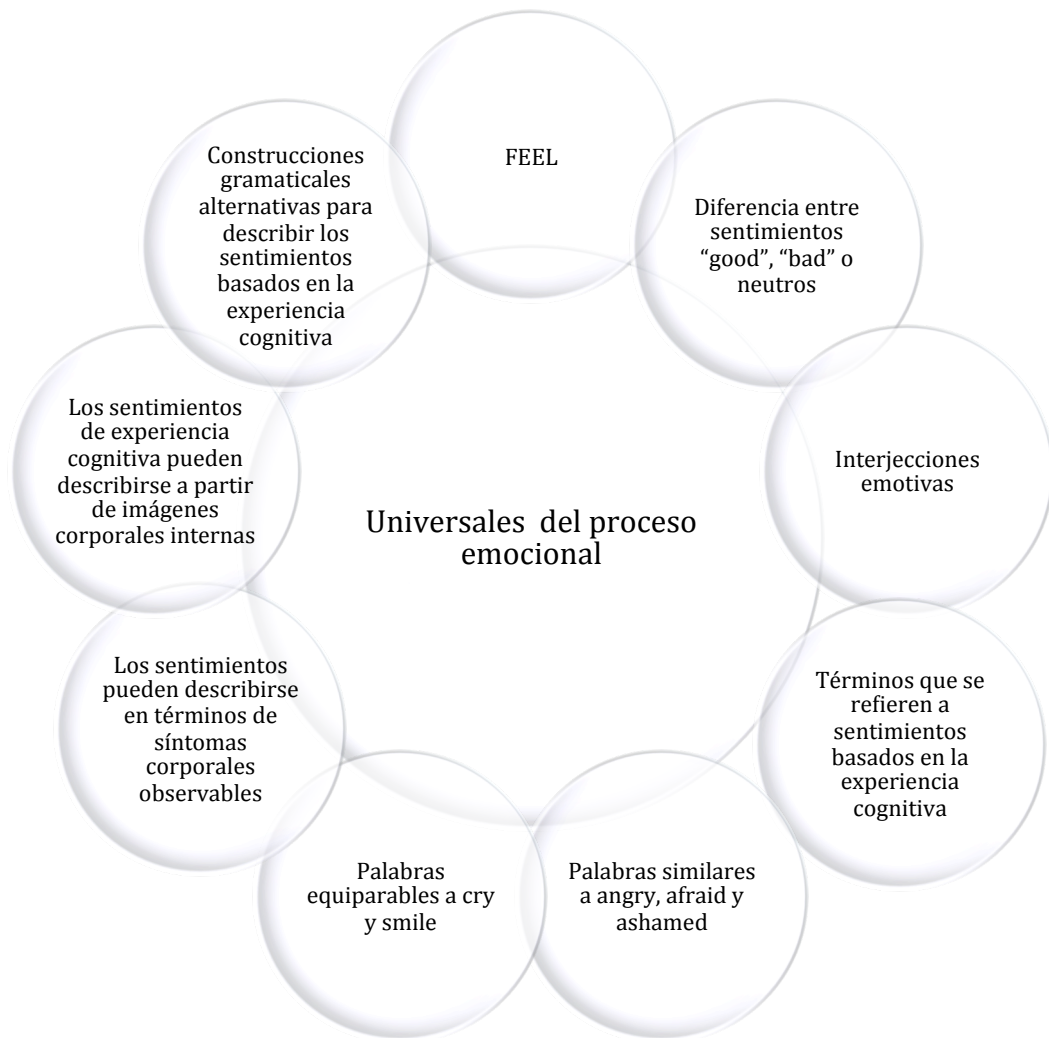 FEEL
Diferencia entre
sentimientos
“good”, “bad” o
neutros
Interjecciones
emotivas
Términos que se
refieren a
sentimientos
basados en la
experiencia
cognitiva
Palabras similares
a angry, afraid y
ashamed
Palabras
equiparables a cry
y smile
Los sentimientos
pueden describirse
en términos de
síntomas
corporales
observables
Los sentimientos
de experiencia
cognitiva pueden
describirse a partir
de imágenes
corporales internas
Construcciones
gramaticales
alternativas para
describir los
sentimientos
basados en la
experiencia
cognitiva
Universales del proceso
emocional